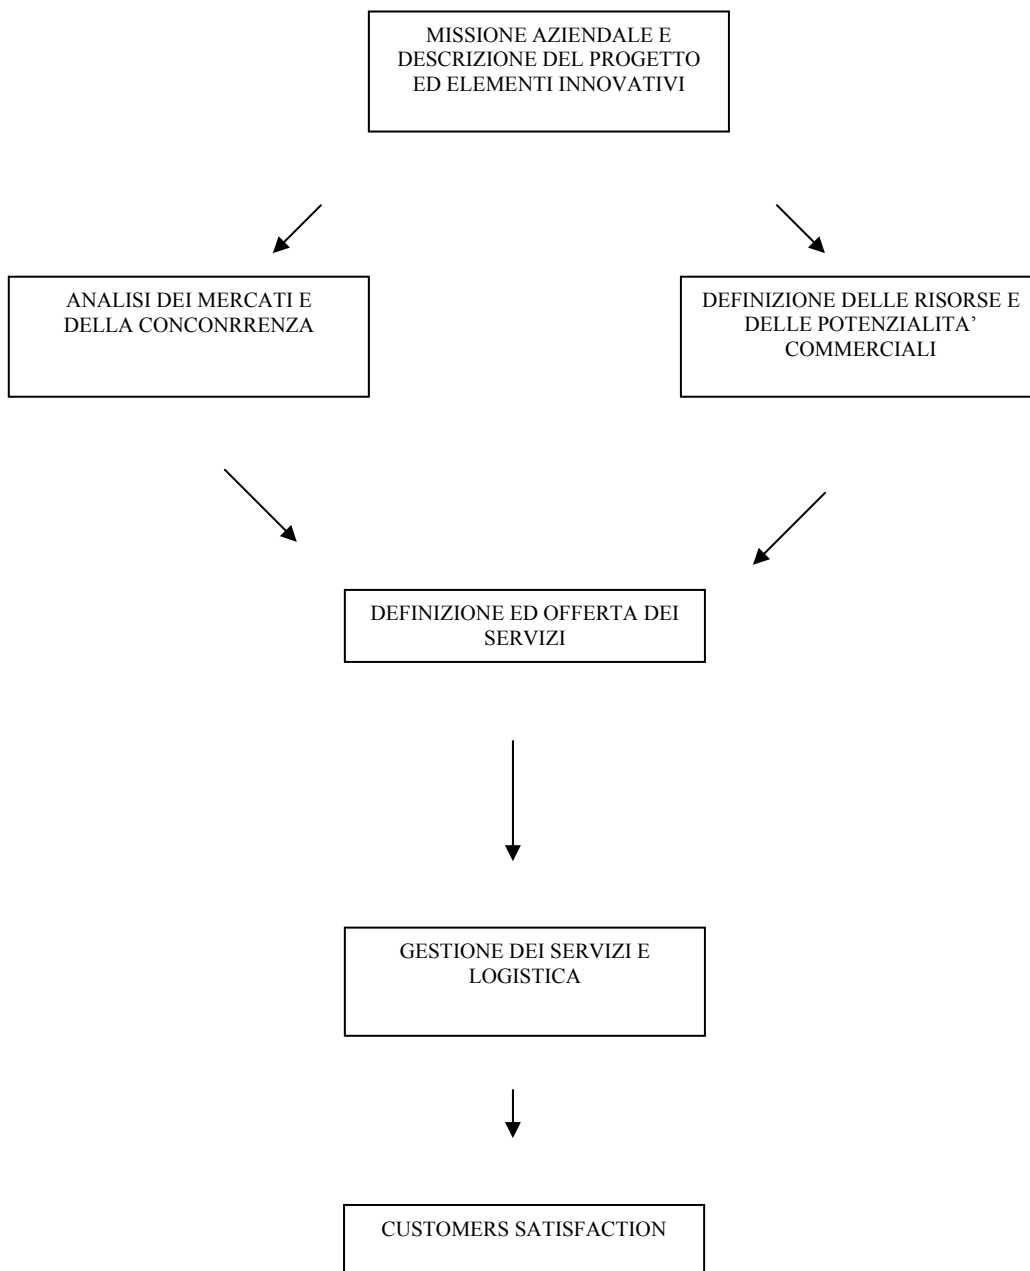 MISSIONE AZIENDALE E
DESCRIZIONE DEL PROGETTO
ED ELEMENTI INNOVATIVI
ANALISI DEI MERCATI E
DELLA CONCONRRENZA
DEFINIZIONE DELLE RISORSE E
DELLE POTENZIALITA’
COMMERCIALI
DEFINIZIONE ED OFFERTA DEI
SERVIZI
GESTIONE DEI SERVIZI E
LOGISTICA
CUSTOMERS SATISFACTION